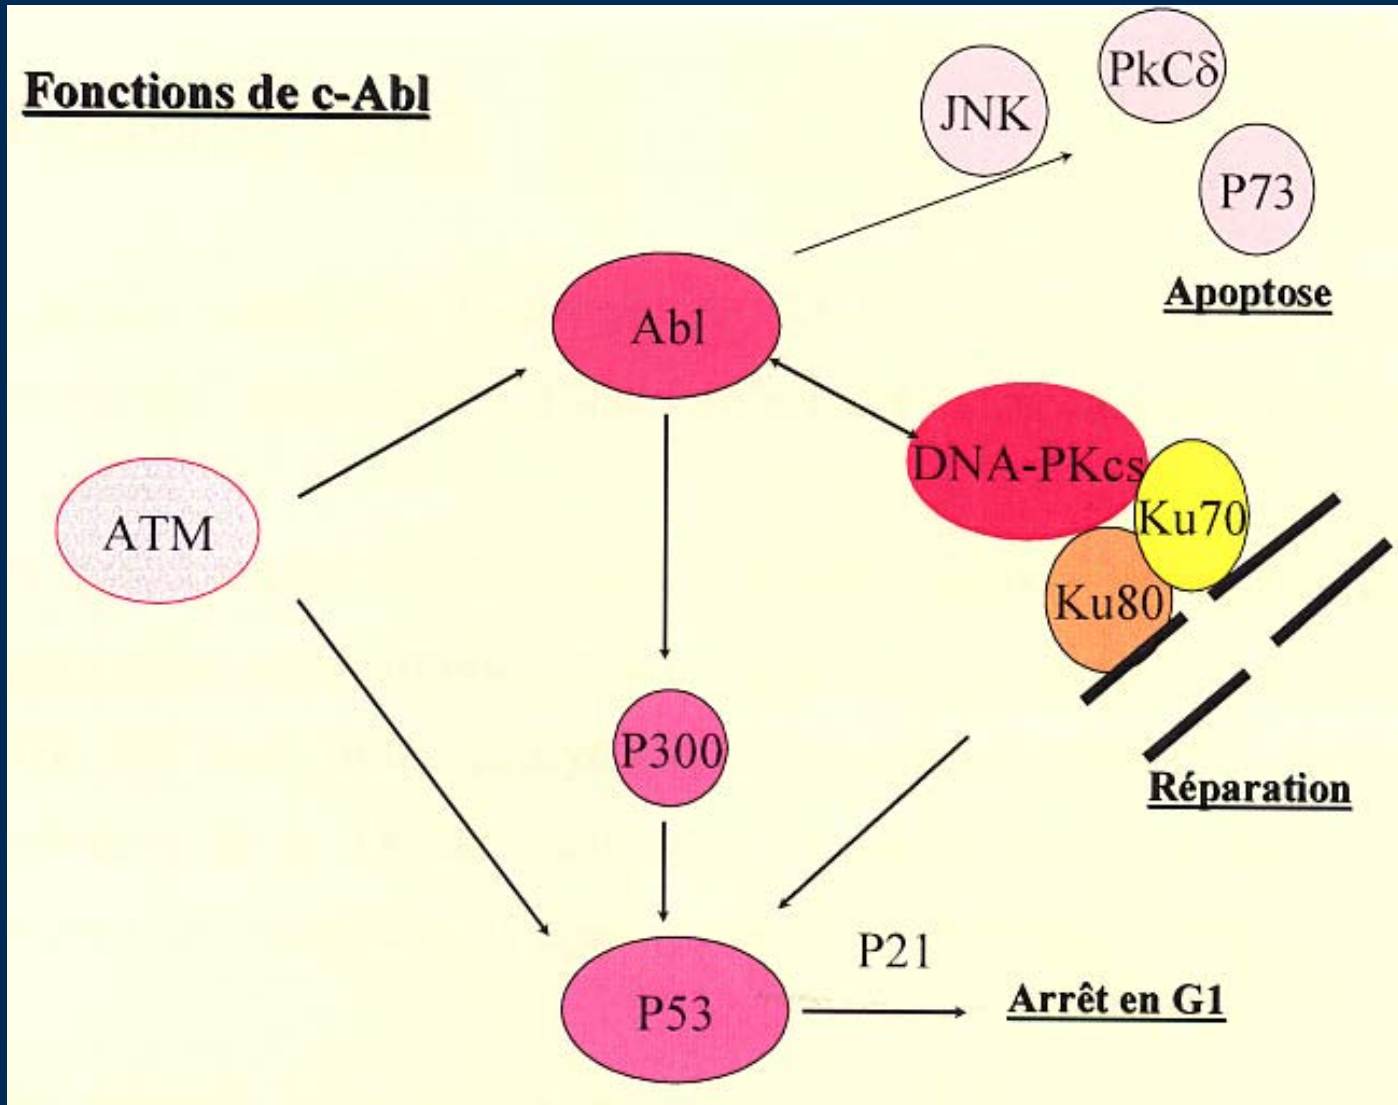 Fonctions de c-Abl
JNK
PkCδ
P73
Apoptose
Abl
DNA-PKcs
Ku70
Ku80
ATM
P300
Réparation
P21
P53
Arrêt en G1